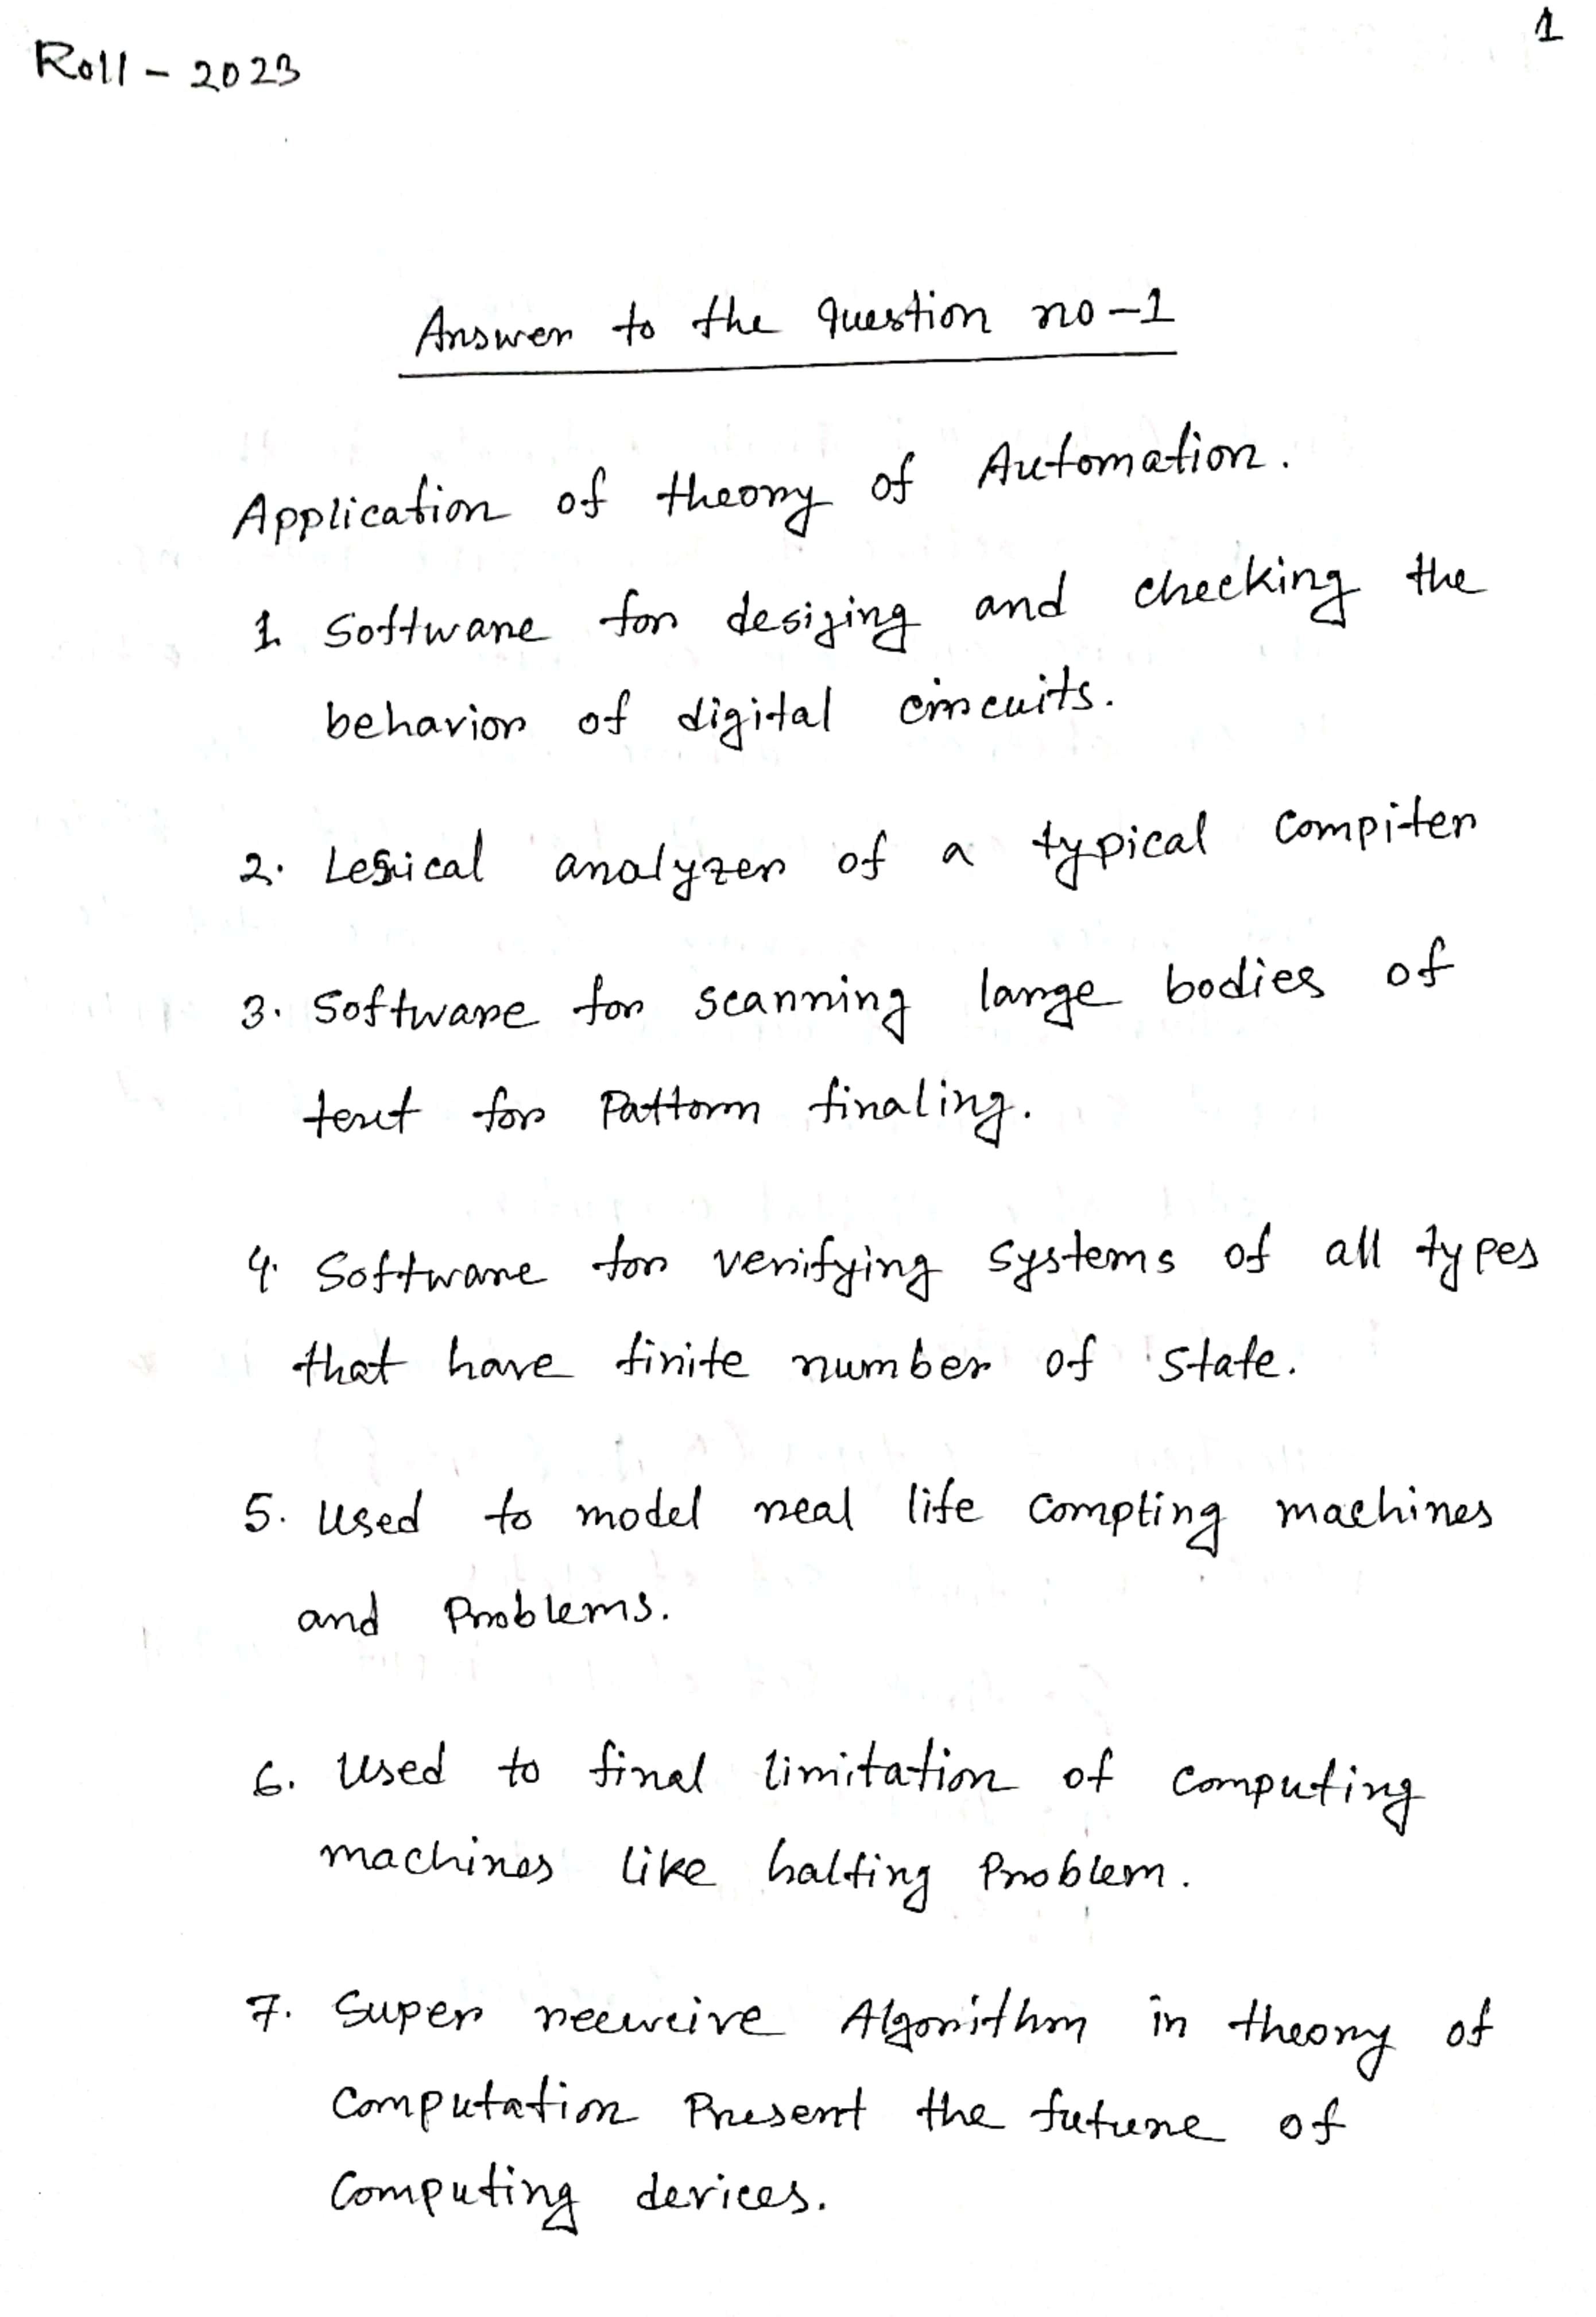 1
Roll - 2023
Answer to the Question no-1
Application of theory of Automation.
1. Software for desiging and checking the
behavior of digital circuits.
2. Lexical analyzer of a typical Compiter
3. Software for scanning large bodies of
text for Pattorn finaling.
4. Software for verifying systems of all types
that have finite number of state.
5. Used to model real life Compting machines
and Problems.
6. Used to final limitation of computing
machines like halting Problem.
7. Super Algorithm in theory of
Computation Present the future of
Computing devices.